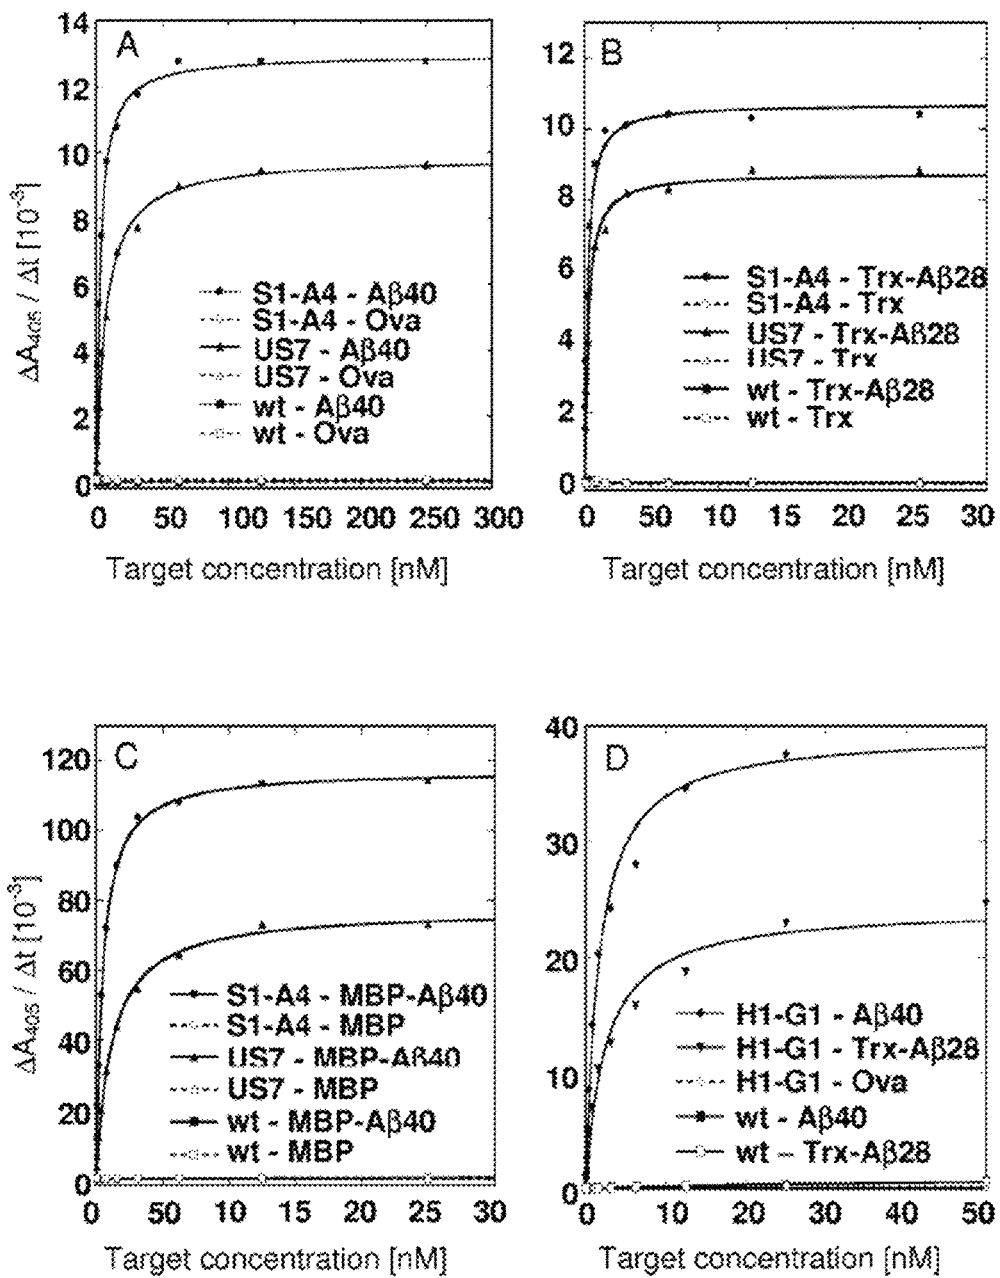 A
14
12
10
8
6
4
2
0
ΔA405 / Δt [10⁻³]
S1-A4 - Aβ40
S1-A4 - Ova
US7 - Aβ40
US7 - Ova
wt - Aβ40
wt - Ova
0 50 100 150 200 250 300
Target concentration [nM]
B
12
10
8
6
4
2
0
S1-A4 - Trx-Aβ28
S1-A4 - Trx
US7 - Trx-Aβ28
US7 - Trx
wt - Trx-Aβ28
wt - Trx
0 50 10 15 20 25 30
Target concentration [nM]
C
120
100
80
60
40
20
0
ΔA405 / Δt [10⁻³]
S1-A4 - MBP-Aβ40
S1-A4 - MBP
US7 - MBP-Aβ40
US7 - MBP
wt - MBP-Aβ40
wt - MBP
0 50 10 15 20 25 30
Target concentration [nM]
D
40
30
20
10
0
H1-G1 - Aβ40
H1-G1 - Trx-Aβ28
H1-G1 - Ova
wt - Aβ40
wt – Trx-Aβ28
0 10 20 30 40 50
Target concentration [nM]